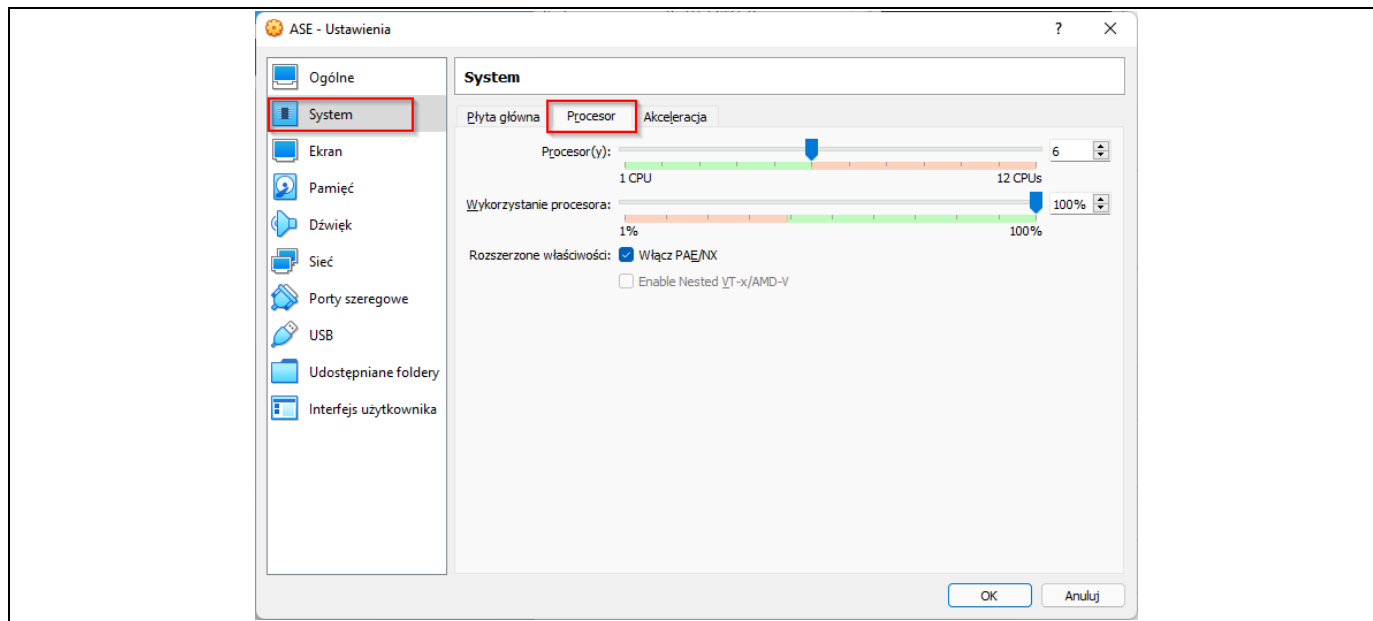 ASE - Ustawienia
?
Ogólne
System
Ekran
Pamięć
Dźwięk
Sieć
Porty szeregowe
USB
Udostępniane foldery
Interfejs użytkownika
System
Płyta główna Procesor Akceleracja
Procesor(y): 6
1 CPU 12 CPUs
Wykorzystanie procesora: 100%
1% 100%
Rozszerzone właściwości: Włącz PAE/NX
Enable Nested VT-x/AMD-V
OK Anuluj